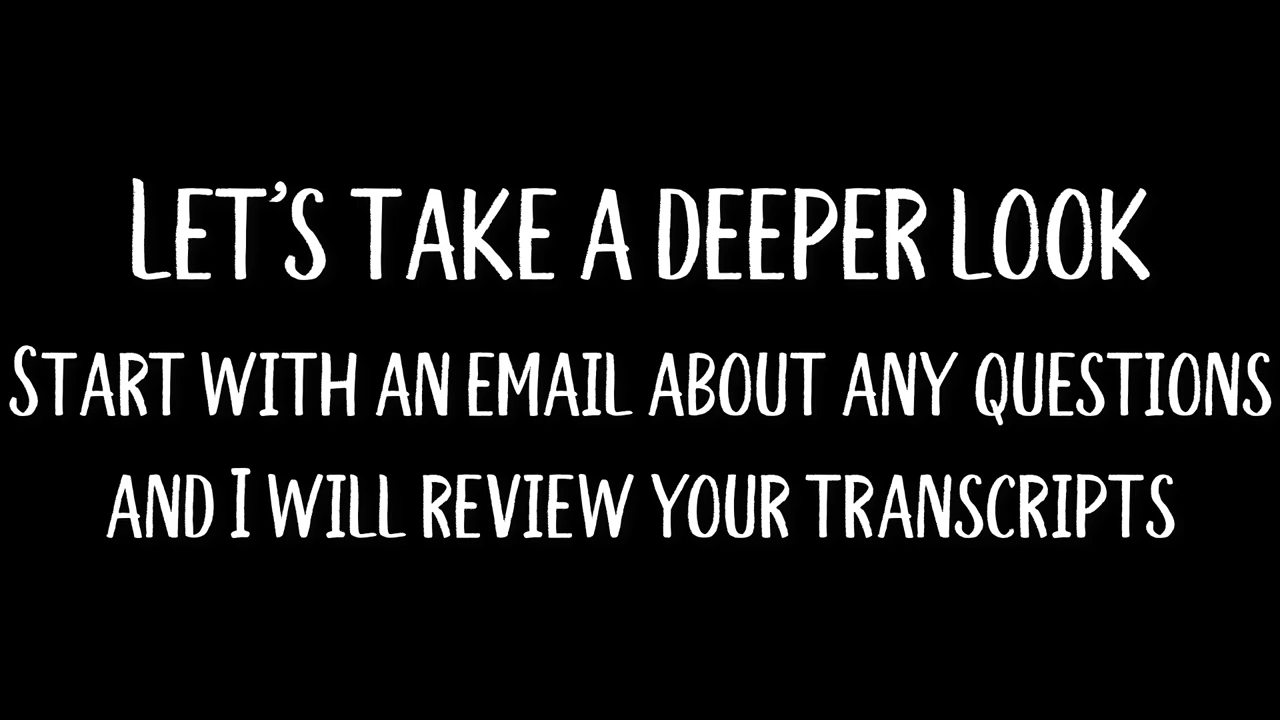 Let's take a deeper look
Start with an email about any questions
and I will review your transcripts